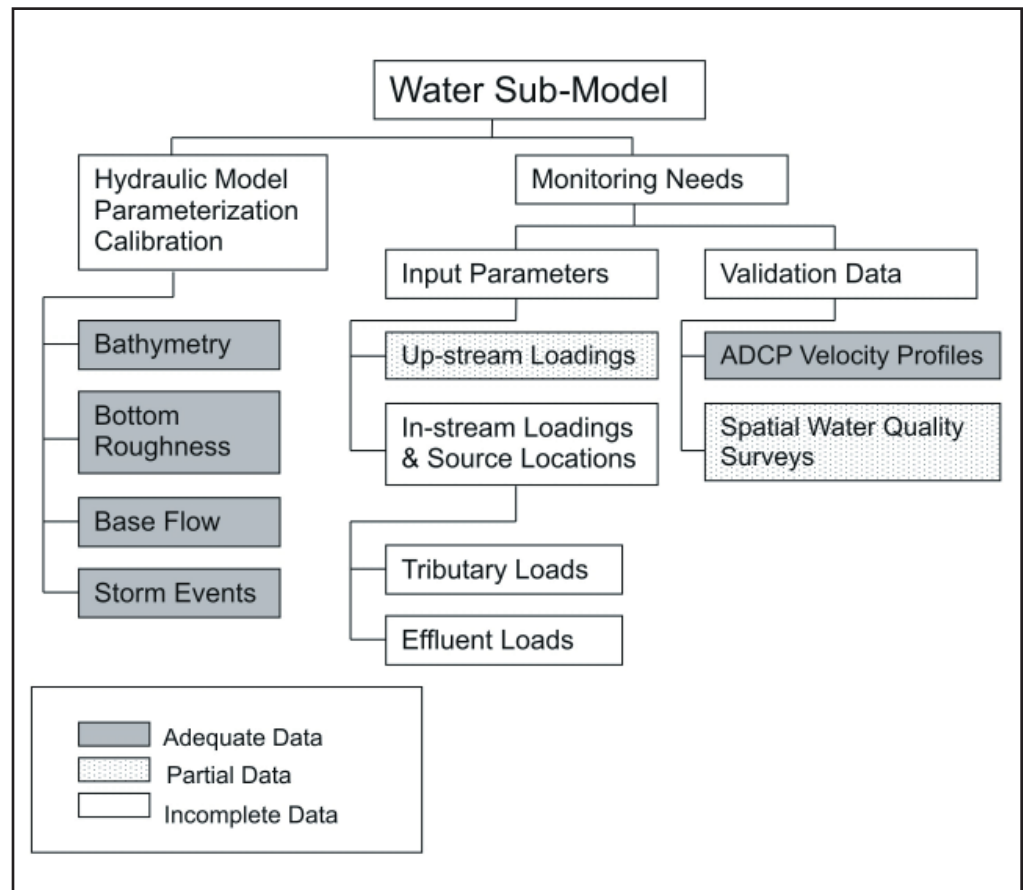 Water Sub-Model
Hydraulic Model
Parameterization
Calibration
Bathymetry
Bottom
Roughness
Base Flow
Storm Events
Monitoring Needs
Input Parameters
Up-stream Loadings
In-stream Loadings
& Source Locations
Tributary Loads
Effluent Loads
Validation Data
ADCP Velocity Profiles
Spatial Water Quality
Surveys
Adequate Data
Partial Data
Incomplete Data